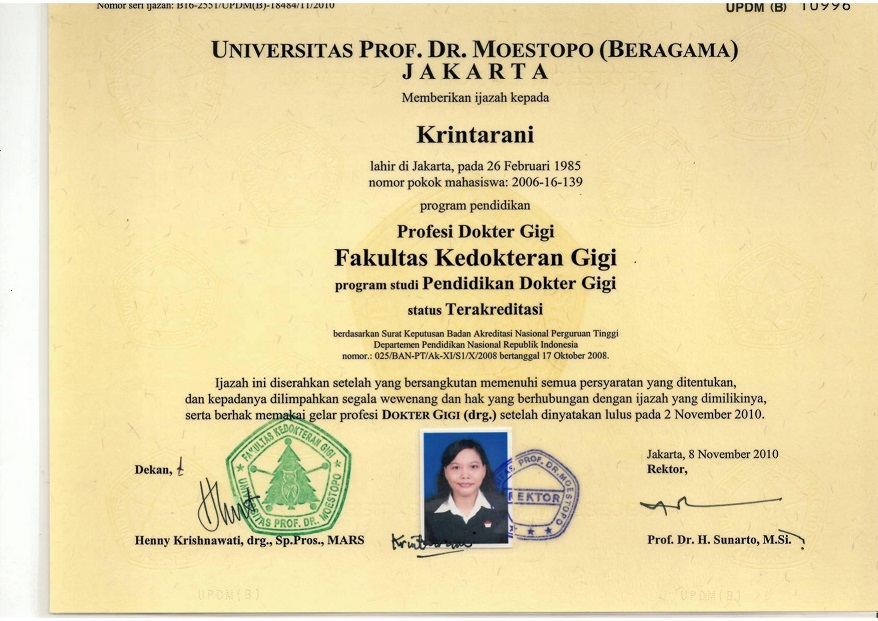 Nomor seri ijazah: B16-2551/UPDM(B)-18484/11/2010
UPDM (B) 10996
UNIVERSITAS PROF. DR. MOESTOPO (BERAGAMA)
JAKARTA
Memberikan ijazah kepada
Krintarani
lahir di Jakarta, pada 26 Februari 1985
nomor pokok mahasiswa: 2006-16-139
program pendidikan
Profesi Dokter Gigi
Fakultas Kedokteran Gigi
program studi Pendidikan Dokter Gigi
status Terakreditasi
berdasarkan Surat Keputusan Badan Akreditasi Nasional Perguruan Tinggi
Departemen Pendidikan Nasional Republik Indonesia
nomor.: 025/BAN-PT/Ak-XI/S1/X/2008 bertanggal 17 Oktober 2008.
Ijazah ini diserahkan setelah yang bersangkutan memenuhi semua persyaratan yang ditentukan,
dan kepadanya dilimpahkan segala wewenang dan hak yang berhubungan dengan ijazah yang dimilikinya,
serta berhak memakai gelar profesi DOKTER GIGI (drg.) setelah dinyatakan lulus pada 2 November 2010.
Jakarta, 8 November 2010
Dekan,
Rektor,
FAKULTAS KEDOKTERAN GIGI
UNIVERSITAS PROF. DR. MOESTOPO
PROF. DR. MOESTOPO
REKTOR
Krintarani
Henny Krishnawati, drg., Sp.Pros., MARS
Prof. Dr. H. Sunarto, M.Si.
UPDM(B)
UPDM(B)